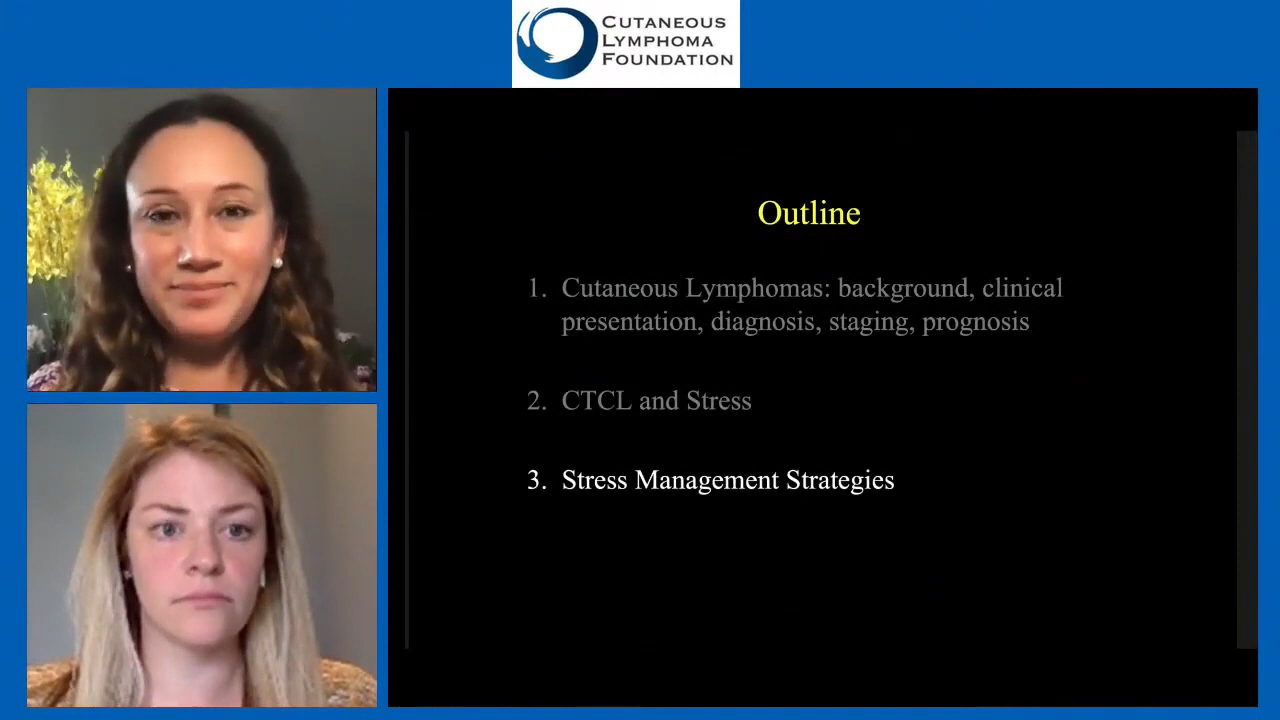 CUTANEOUS
LYMPHOMA
FOUNDATION
Outline
1. Cutaneous Lymphomas: background, clinical
presentation, diagnosis, staging, prognosis
2. CTCL and Stress
3. Stress Management Strategies